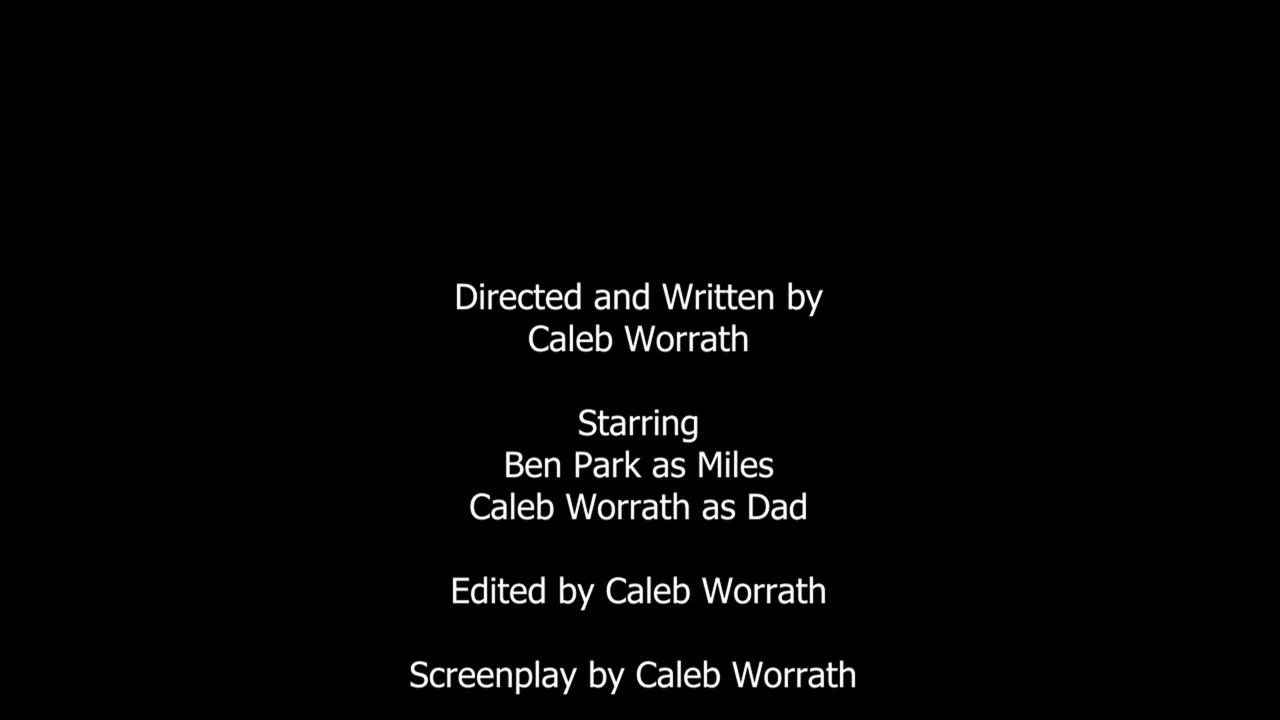 Directed and Written by
Caleb Worrath
Starring
Ben Park as Miles
Caleb Worrath as Dad
Edited by Caleb Worrath
Screenplay by Caleb Worrath